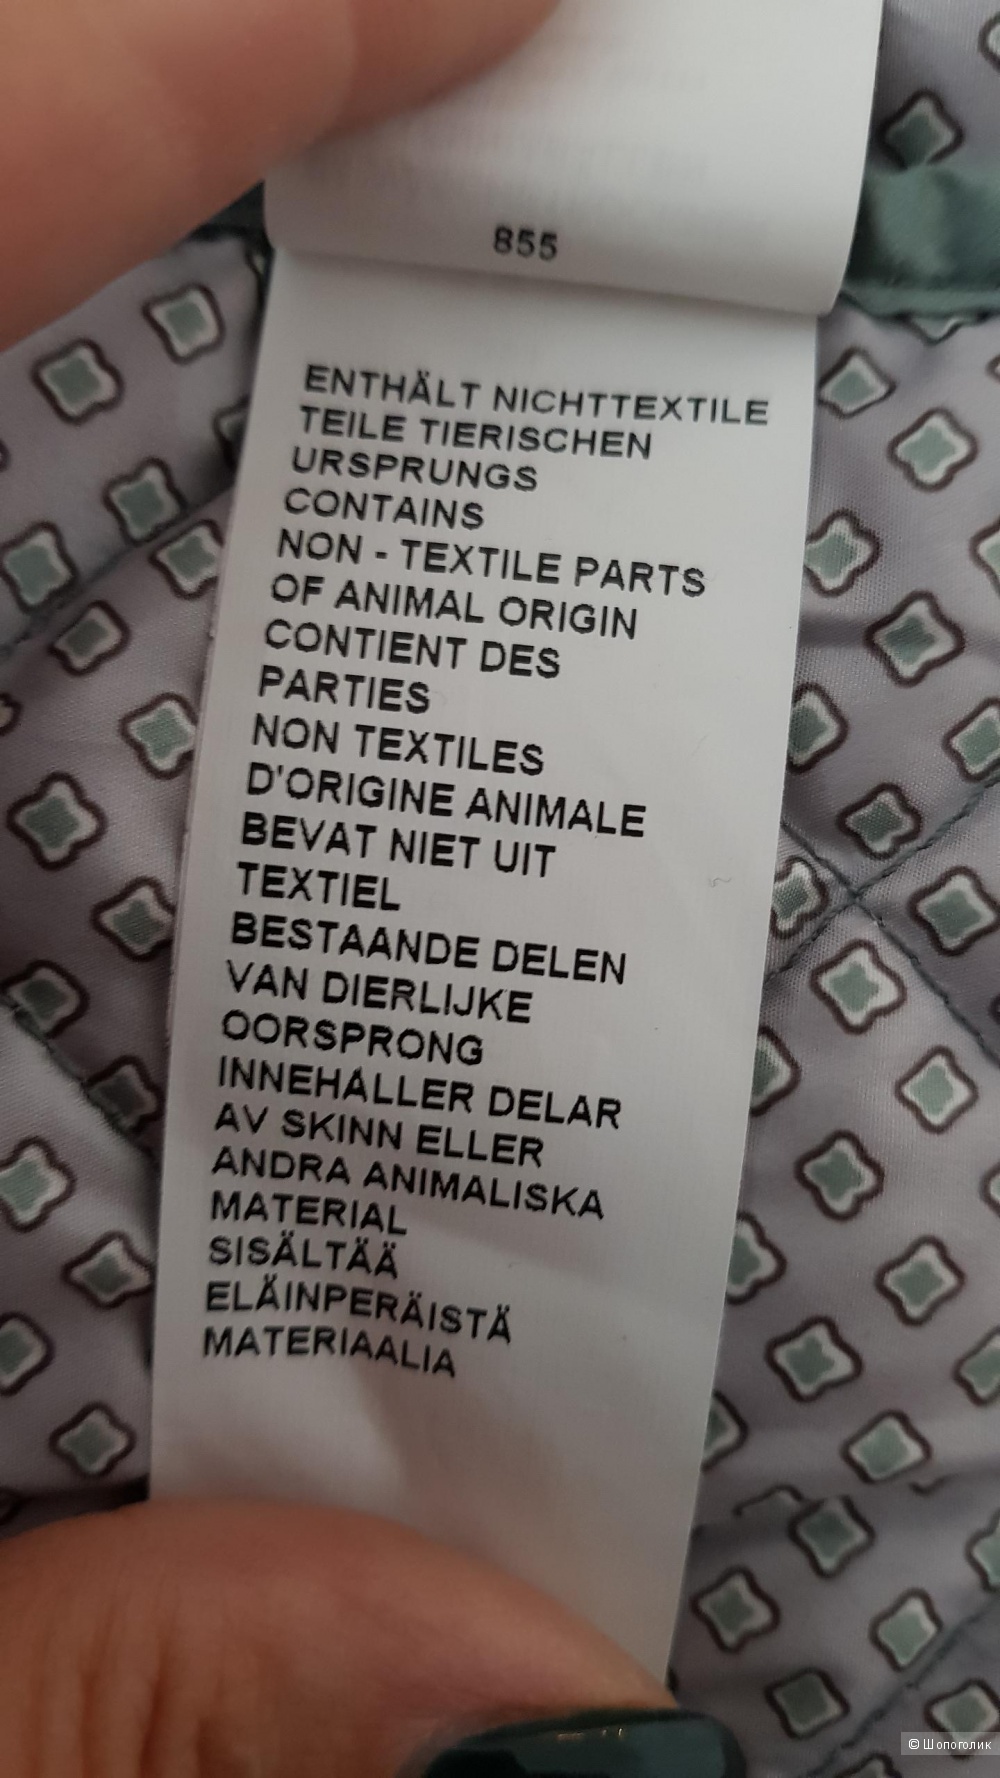 855
ENTHÄLT NICHTTEXTILE
TEILE TIERISCHEN
URSPRUNGS
CONTAINS
NON - TEXTILE PARTS
OF ANIMAL ORIGIN
CONTIENT DES
PARTIES
NON TEXTILES
D'ORIGINE ANIMALE
BEVAT NIET UIT
TEXTIEL
BESTAANDE DELEN
VAN DIERLIJKE
OORSPRONG
INNEHÅLLER DELAR
AV SKINN ELLER
ANDRA ANIMALISKA
MATERIAL
SISÄLTÄÄ
ELÄINPERÄISTÄ
MATERIAALIA
© Шопоголик